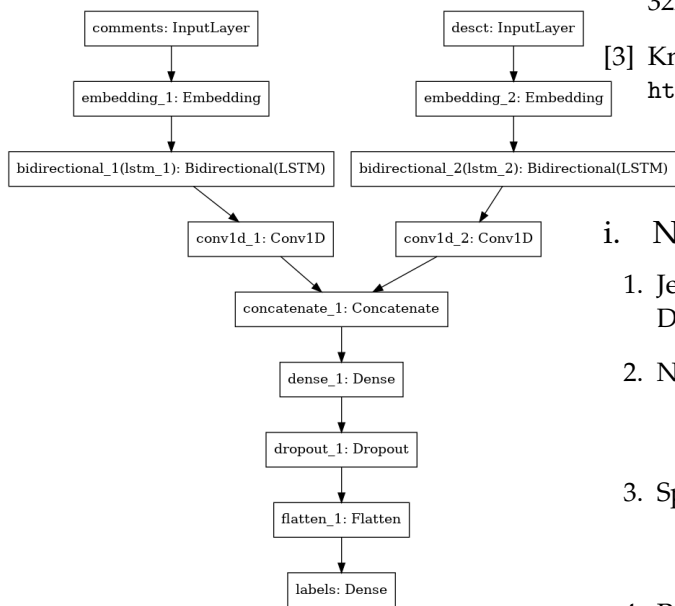 comments: InputLayer
desct: InputLayer
embedding_1: Embedding
embedding_2: Embedding
bidirectional_1(lstm_1): Bidirectional(LSTM)
bidirectional_2(lstm_2): Bidirectional(LSTM)
conv1d_1: Conv1D
conv1d_2: Conv1D
concatenate_1: Concatenate
dense_1: Dense
dropout_1: Dropout
flatten_1: Flatten
labels: Dense
32
[3] Kr
ht
i. N
1. Je
D
2. N
3. Sp